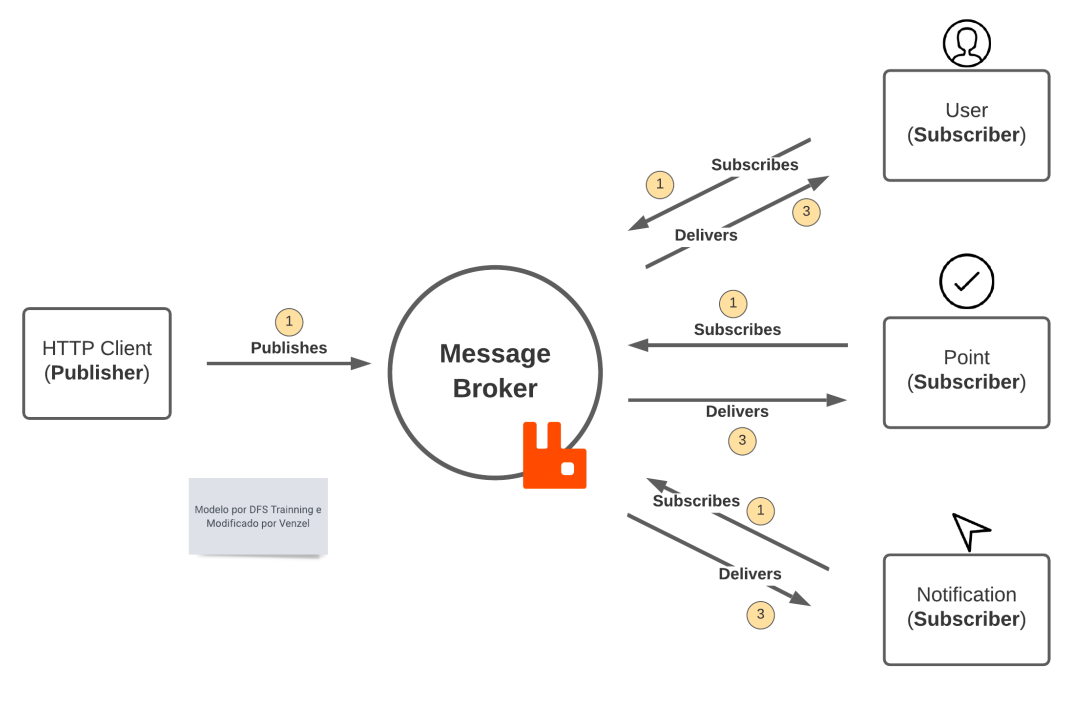 User
(Subscriber)
Subscribes
1
3
Delivers
1
Subscribes
1
Publishes
HTTP Client
(Publisher)
Message
Broker
Point
(Subscriber)
Delivers
3
Subscribes
1
Modelo por DFS Trainning e
Modificado por Venzel
Delivers
3
Notification
(Subscriber)